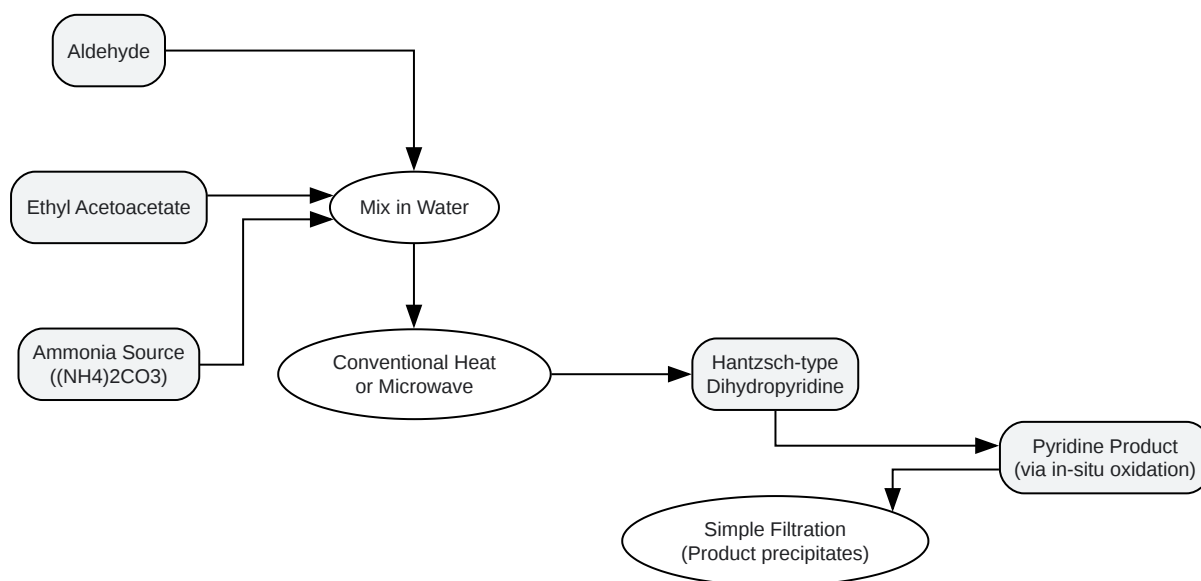 Aldehyde
Ethyl Acetoacetate
Mix in Water
Ammonia Source
((NH4)2CO3)
Conventional Heat
or Microwave
Hantzsch-type
Dihydropyridine
Pyridine Product
(via in-situ oxidation)
Simple Filtration
(Product precipitates)